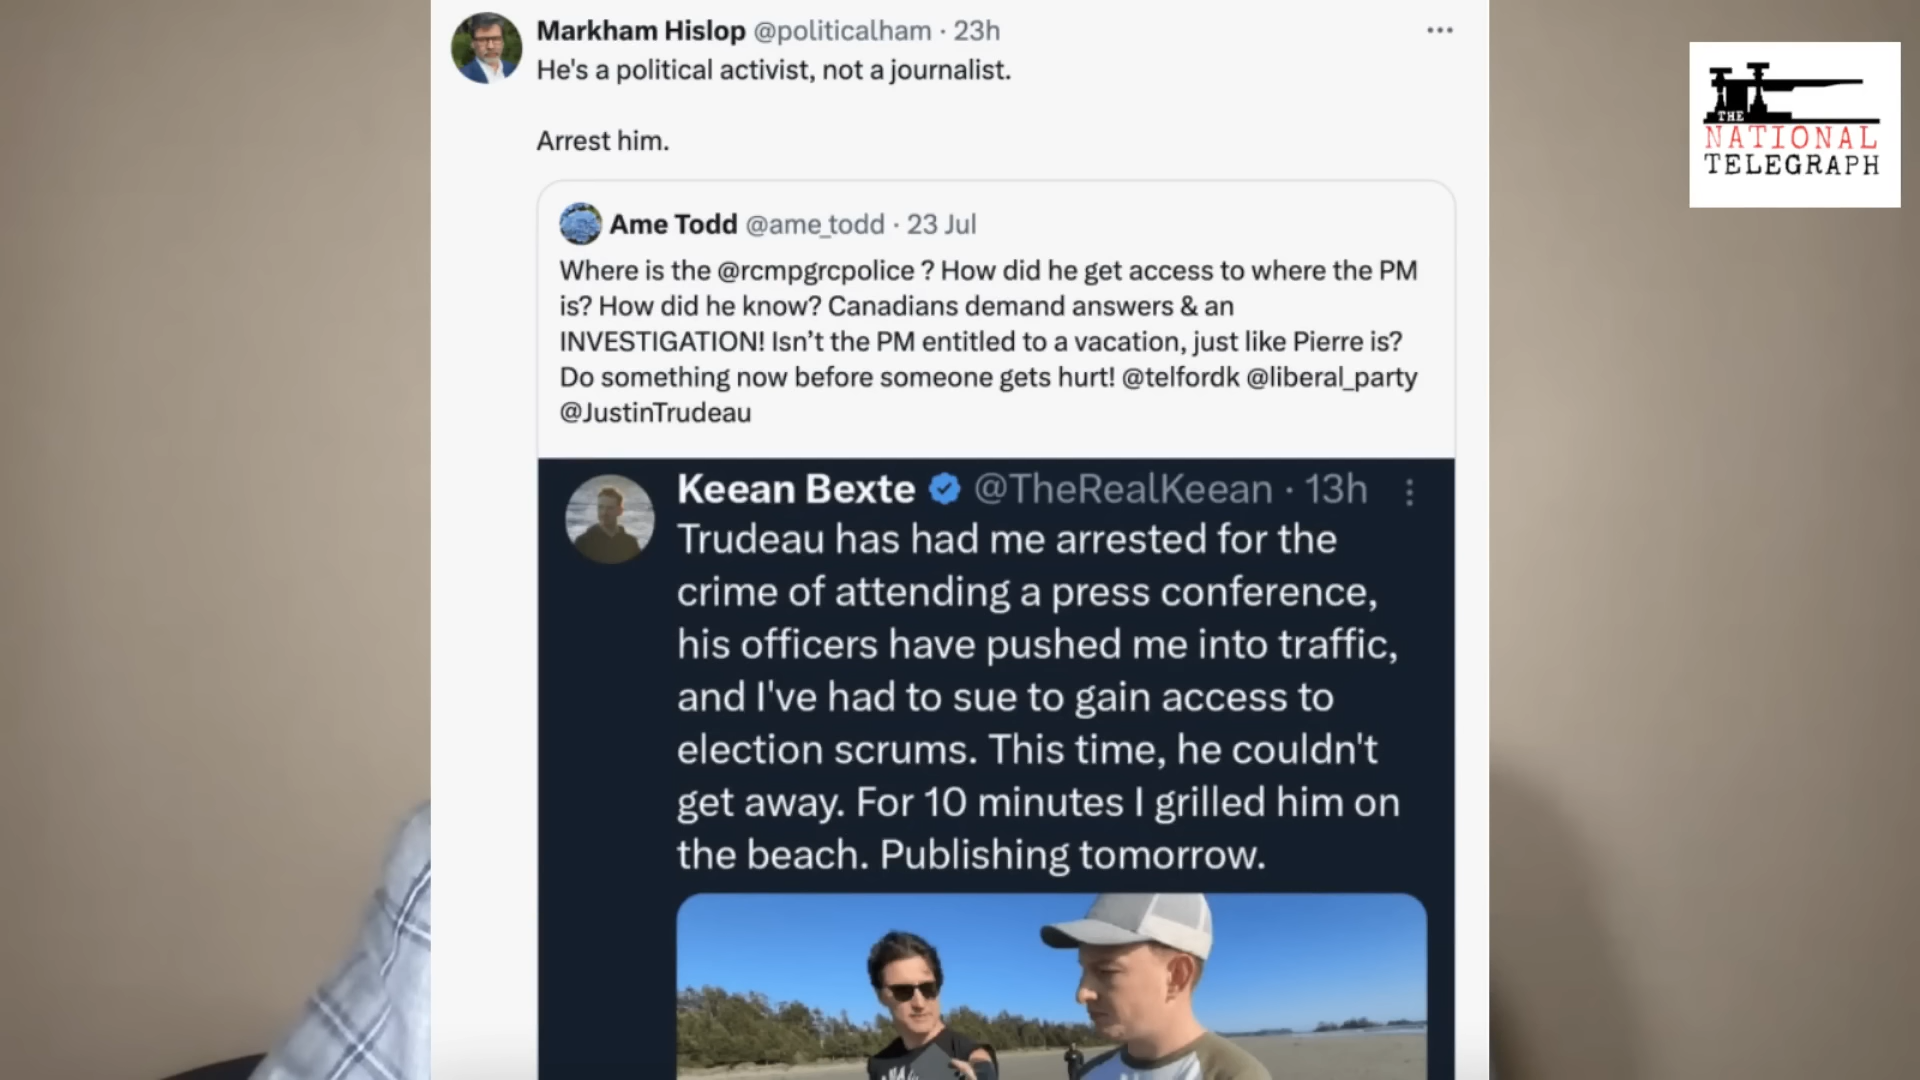 Markham Hislop @politicalham · 23h
He's a political activist, not a journalist.
Arrest him.
THE
NATIONAL
TELEGRAPH
Ame Todd @ame_todd · 23 Jul
Where is the @rcmpgrcpolice ? How did he get access to where the PM
is? How did he know? Canadians demand answers & an
INVESTIGATION! Isn't the PM entitled to a vacation, just like Pierre is?
Do something now before someone gets hurt! @telfordk @liberal_party
@JustinTrudeau
Keean Bexte @TheRealKeean · 13h
Trudeau has had me arrested for the
crime of attending a press conference,
his officers have pushed me into traffic,
and I've had to sue to gain access to
election scrums. This time, he couldn't
get away. For 10 minutes I grilled him on
the beach. Publishing tomorrow.